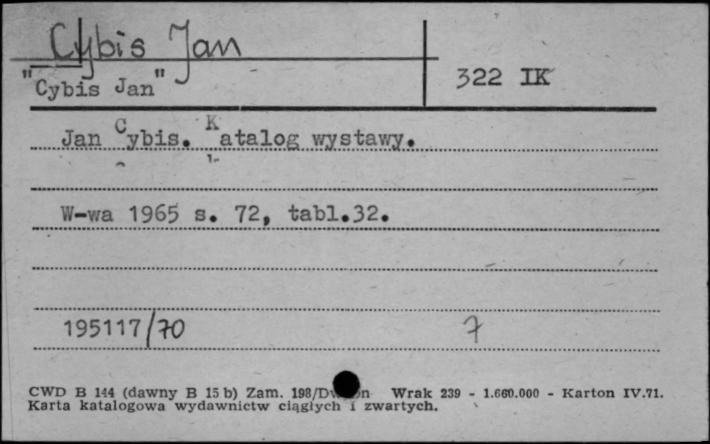 Cybis Jan
"Cybis Jan"
322 IK
Jan Cybis. Katalog wystawy.
W-wa 1965 s. 72, tabl.32.
195117/70 7
CWD B 144 (dawny B 15 b) Zam. 198/ Wrak 239 - 1.660.000 - Karton IV.71.
Karta katalogowa wydawnictw ciągłych i zwartych.